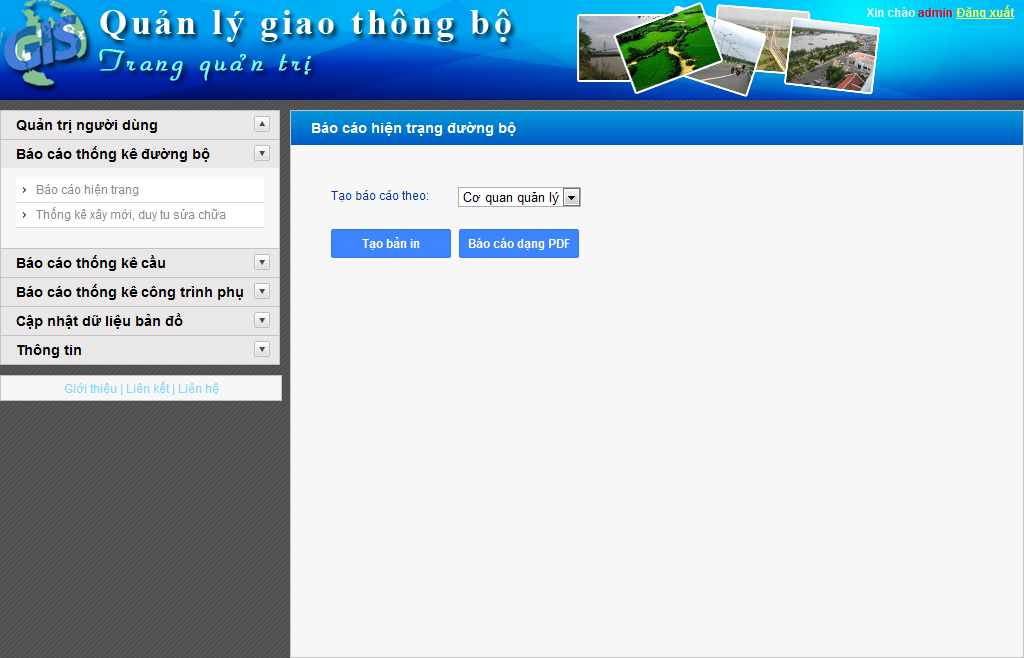 GIS
Quản lý giao thông bộ
Trang quản trị
Xin chào admin Đăng xuất
Quản trị người dùng
Báo cáo thống kê đường bộ
Báo cáo hiện trạng
Thống kê xây mới, duy tu sửa chữa
Báo cáo thống kê cầu
Báo cáo thống kê công trình phụ
Cập nhật dữ liệu bản đồ
Thông tin
Giới thiệu | Liên kết | Liên hệ
Báo cáo hiện trạng đường bộ
Tạo báo cáo theo: Cơ quan quản lý
Tạo bản in Báo cáo dạng PDF